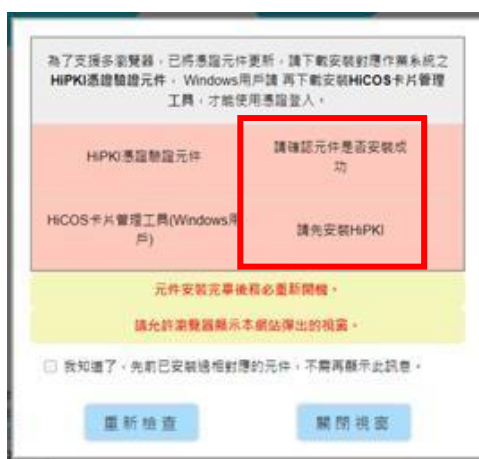 為了支援多瀏覽器，已將憑證元件更新，請下載安裝對應作業系統之
HiPKI憑證驗證元件， Windows用戶請 再下載安裝HiCOS卡片管理
工具，才能使用憑證登入。
HiPKI憑證驗證元件
請確認元件是否安裝成
功
HiCOS卡片管理工具(Windows用
戶)
請先安裝HiPKI
元件安裝完畢後務必重新開機。
請允許瀏覽器顯示本網站彈出的視窗。
我知道了，先前已安裝過相對應的元件，不需再顯示此訊息。
重新檢查
關閉視窗